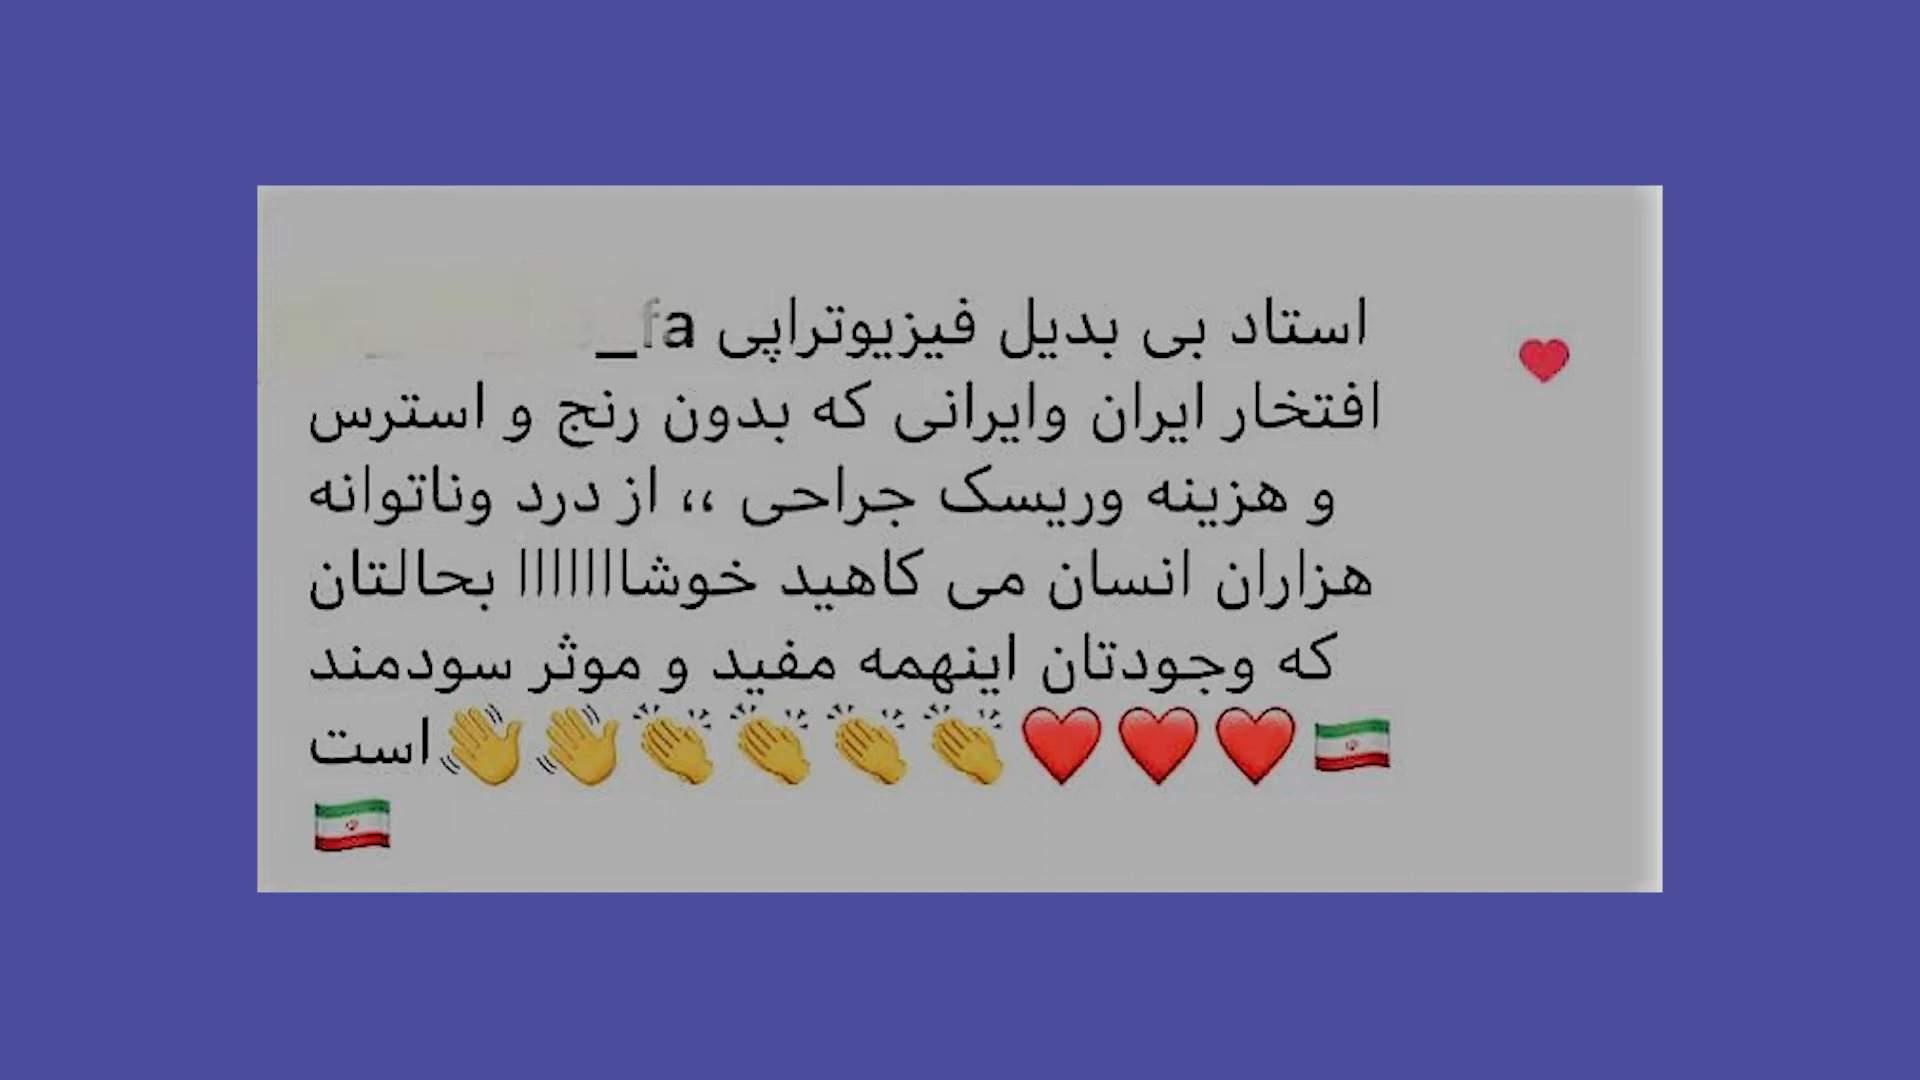 fa_ استاد بی بدیل فیزیوتراپی
افتخار ایران وایرانی که بدون رنج و استرس
و هزینه وریسک جراحی ،، از درد وناتوانه
هزاران انسان می کاهید خوشااااااااا بحالتان
که وجودتان اینهمه مفید و موثر سودمند
است👋👋👏👏👏👏❤️❤️❤️🇮🇷
🇮🇷